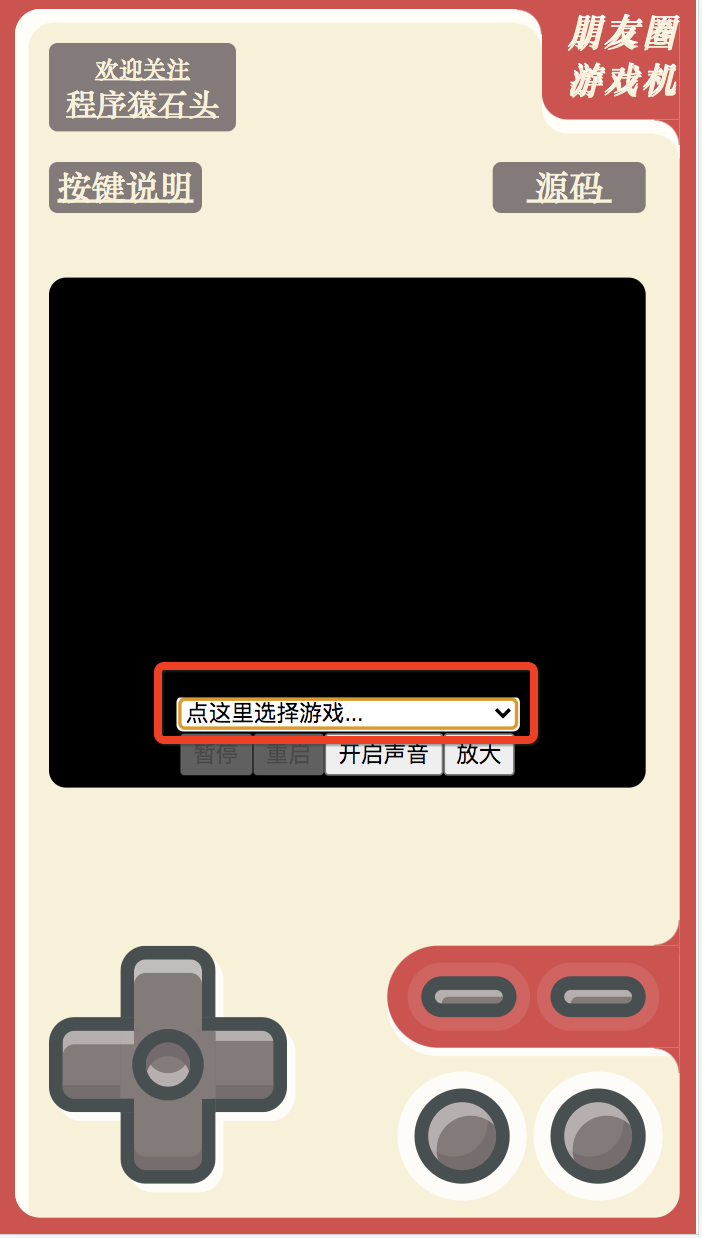 朋友圈
游戏机
欢迎关注
程序猿石头
按键说明
源码
点这里选择游戏...
暂停
重启
开启声音
放大